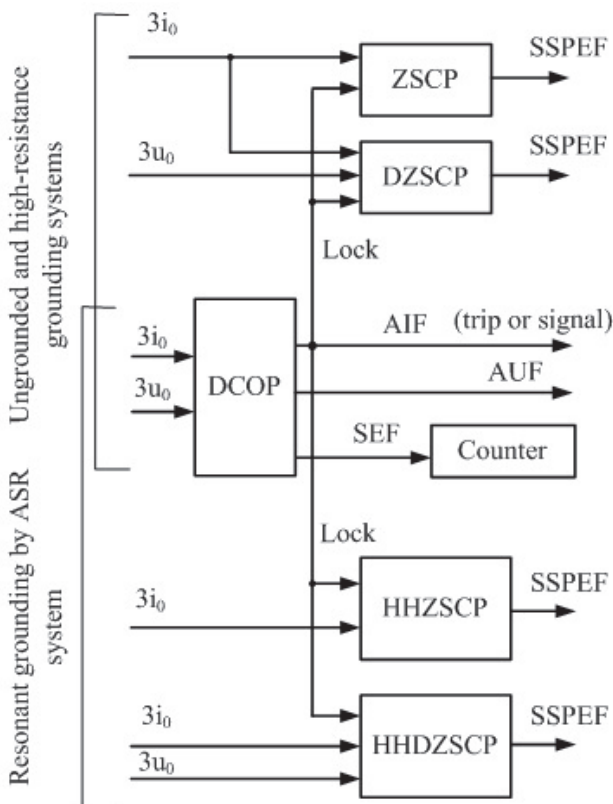 Ungrounded and high-resistance
grounding systems
3i₀
ZSCP
SSPEF
3u₀
DZSCP
SSPEF
Lock
3i₀
3u₀
DCOP
AIF (trip or signal)
AUF
SEF
Counter
Resonant grounding by ASR
system
Lock
3i₀
HHZSCP
SSPEF
3i₀
3u₀
HHDZSCP
SSPEF